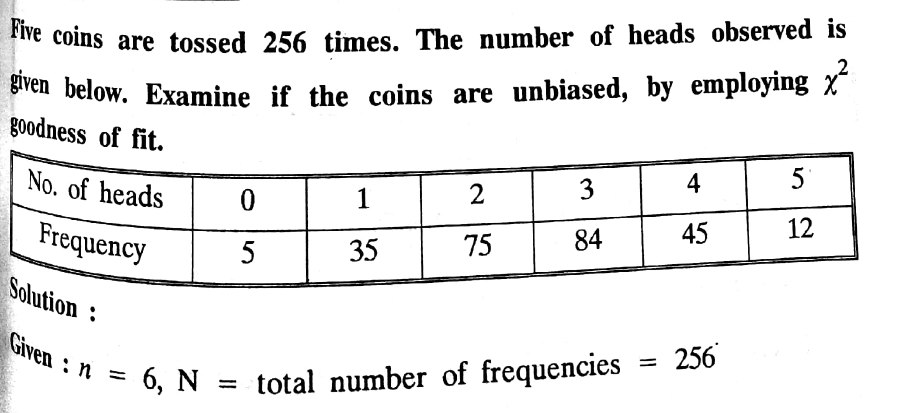 Five coins are tossed 256 times. The number of heads observed is
given below. Examine if the coins are unbiased, by employing χ²
goodness of fit.
No. of heads 0 1 2 3 4 5
Frequency 5 35 75 84 45 12
Solution :
Given : n = 6, N = total number of frequencies = 256